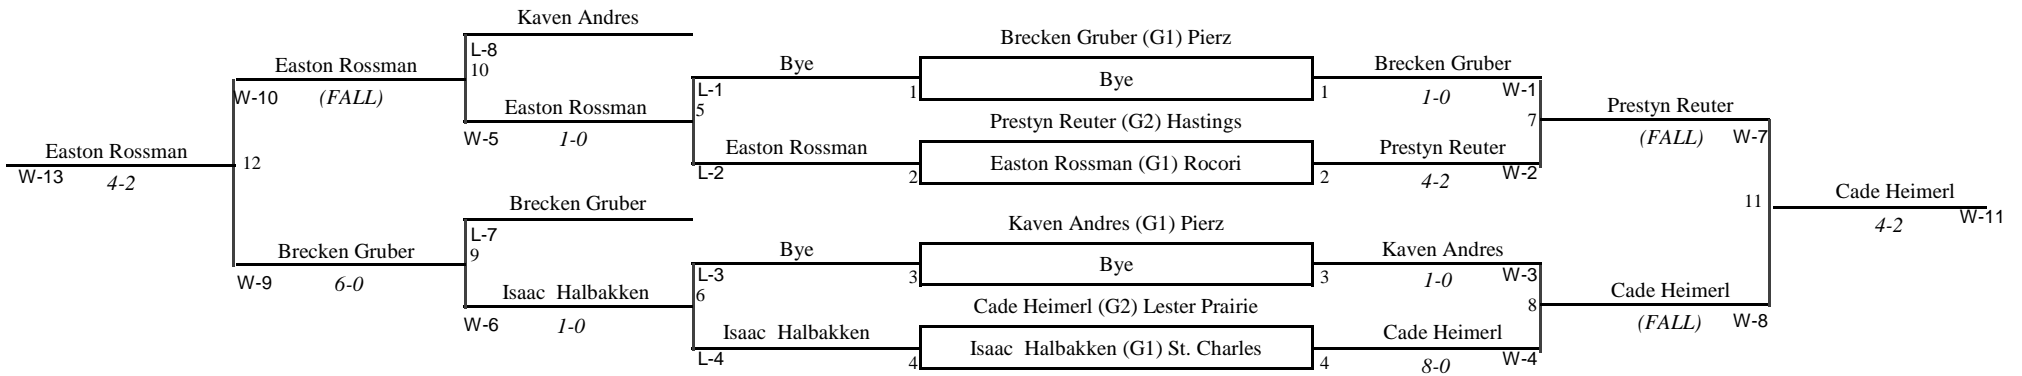 Kaven Andres
L-8
10
Easton Rossman
W-10
(FALL)
Easton Rossman
W-5
1-0
Easton Rossman
W-13
4-2
12
Brecken Gruber
L-7
9
Brecken Gruber
W-9
6-0
Isaac  Halbakken
W-6
1-0
Bye
L-1
5
Easton Rossman
L-2
Bye
L-3
6
Isaac  Halbakken
L-4
Brecken Gruber (G1) Pierz
1
Bye
1
Prestyn Reuter (G2) Hastings
2
Easton Rossman (G1) Rocori
2
Kaven Andres (G1) Pierz
3
Bye
3
Cade Heimerl (G2) Lester Prairie
4
Isaac  Halbakken (G1) St. Charles
4
Brecken Gruber
1-0
W-1
7
Prestyn Reuter
4-2
W-2
Kaven Andres
1-0
W-3
8
Cade Heimerl
8-0
W-4
Prestyn Reuter
(FALL)
W-7
11
Cade Heimerl
(FALL)
W-8
Cade Heimerl
4-2
W-11